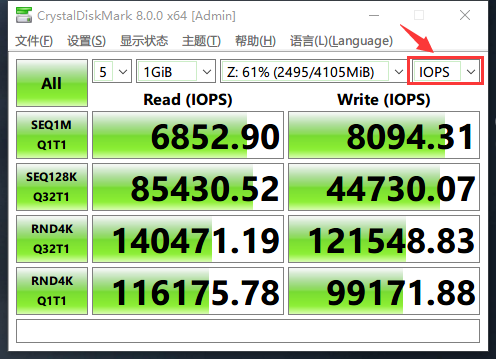 CrystalDiskMark 8.0.0 x64 [Admin]
文件(F) 设置(S) 显示状态 主题(T) 帮助(H) 语言(L)(Language)
All 5 1GiB Z: 61% (2495/4105MiB) IOPS
Read (IOPS) Write (IOPS)
SEQ1M Q1T1 6852.90 8094.31
SEQ128K Q32T1 85430.52 44730.07
RND4K Q32T1 140471.19 121548.83
RND4K Q1T1 116175.78 99171.88